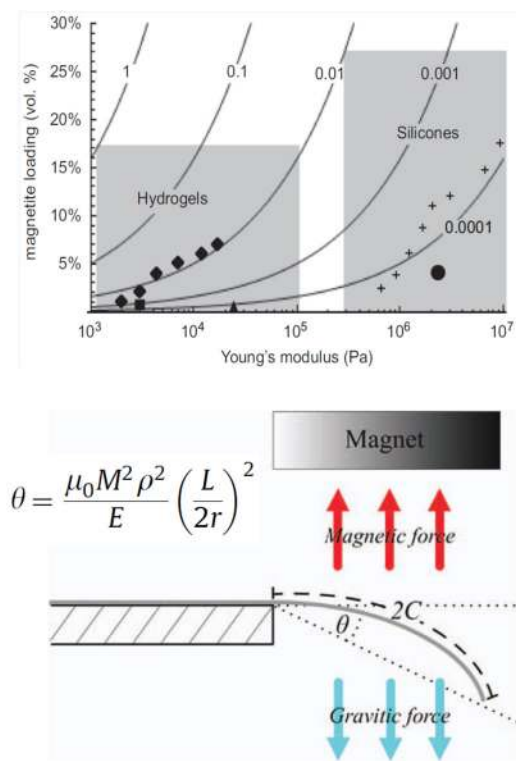 30%
1
0.1
0.01
0.001
25%
Silicones
20%
magnetite loading (vol. %)
15%
Hydrogels
10%
0.0001
5%
10³ 10⁴ 10⁵ 10⁶ 10⁷
Young's modulus (Pa)
Magnet
θ = μ₀M²ρ²/E (L/2r)²
Magnetic force
2C
θ
Gravitic force